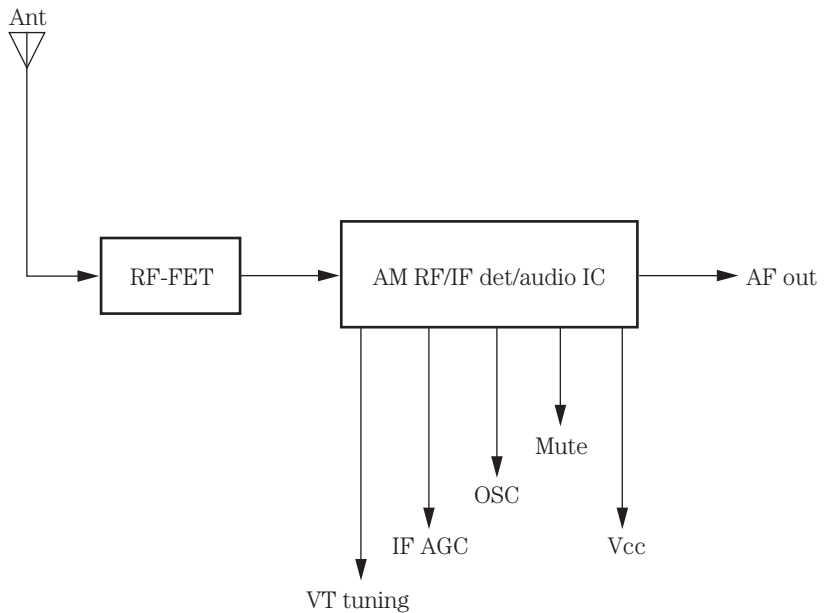 Ant
RF-FET
AM RF/IF det/audio IC
AF out
Mute
OSC
IF AGC
Vcc
VT tuning